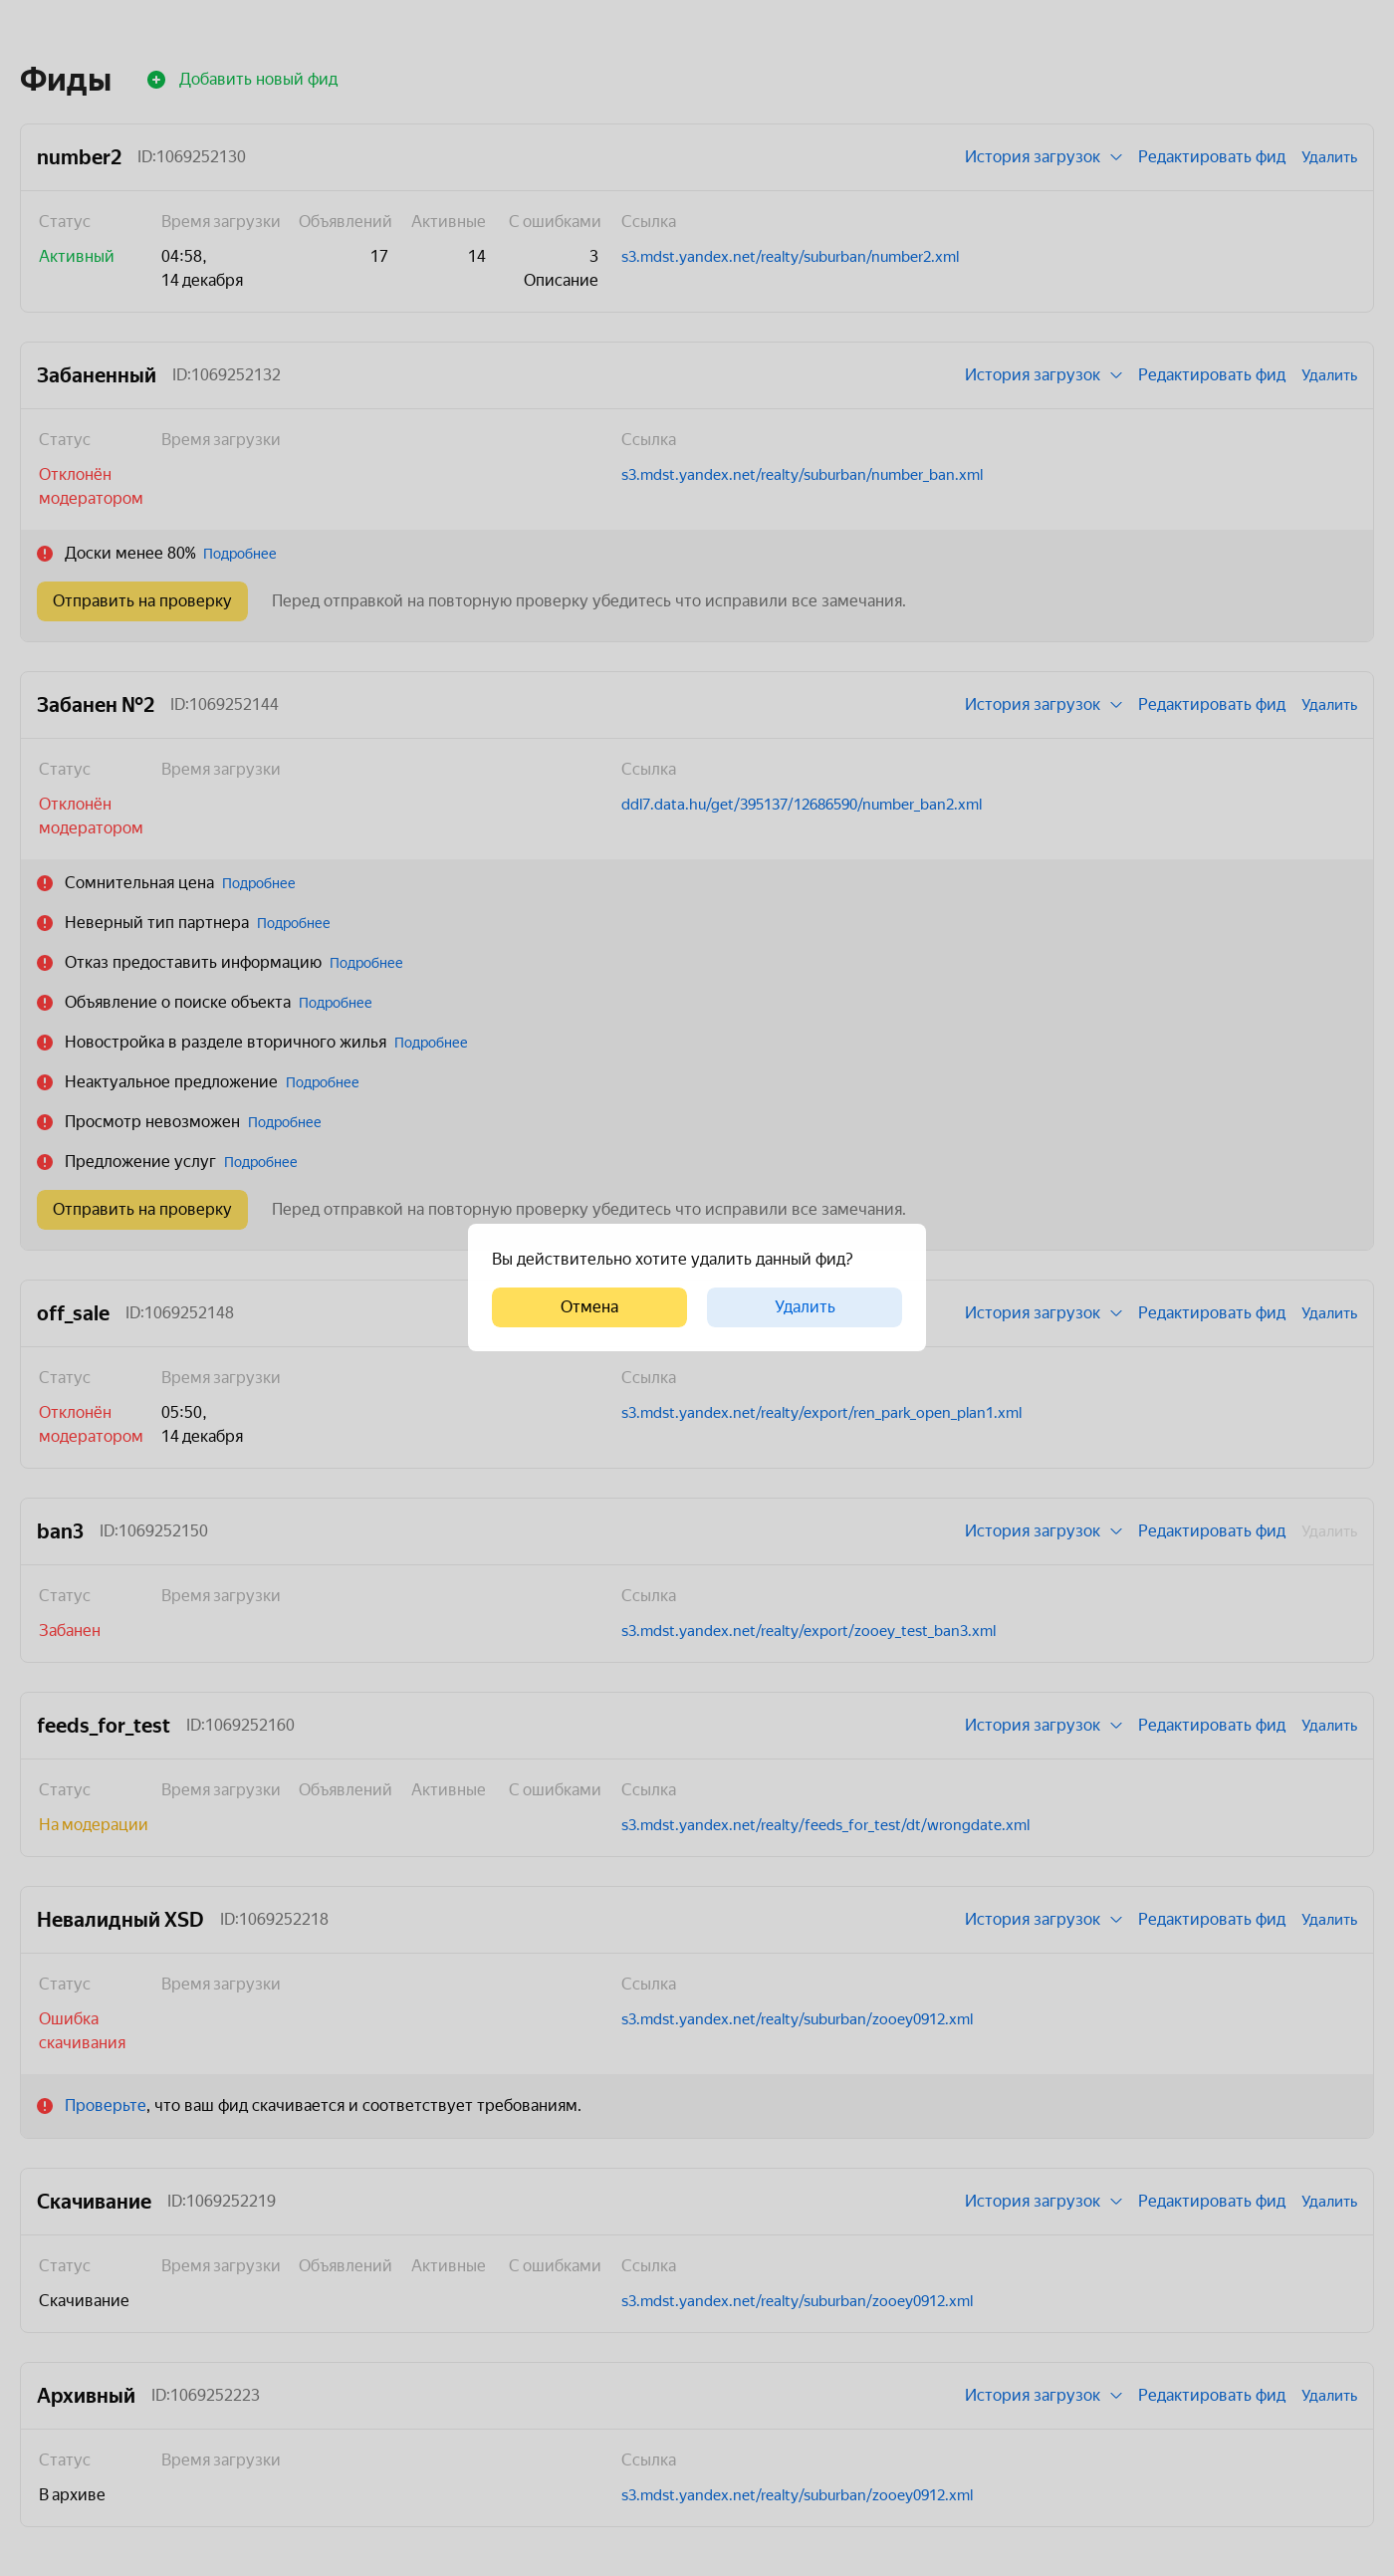 Фиды Добавить новый фид
number2 ID:1069252130 История загрузок Редактировать фид Удалить
Статус Время загрузки Объявлений Активные С ошибками Ссылка
Активный 04:58, 17 14 3 s3.mdst.yandex.net/realty/suburban/number2.xml
14 декабря Описание
Забаненный ID:1069252132 История загрузок Редактировать фид Удалить
Статус Время загрузки Ссылка
Отклонён s3.mdst.yandex.net/realty/suburban/number_ban.xml
модератором
Доски менее 80% Подробнее
Отправить на проверку Перед отправкой на повторную проверку убедитесь что исправили все замечания.
Забанен №2 ID:1069252144 История загрузок Редактировать фид Удалить
Статус Время загрузки Ссылка
Отклонён ddl7.data.hu/get/395137/12686590/number_ban2.xml
модератором
Сомнительная цена Подробнее
Неверный тип партнера Подробнее
Отказ предоставить информацию Подробнее
Объявление о поиске объекта Подробнее
Новостройка в разделе вторичного жилья Подробнее
Неактуальное предложение Подробнее
Просмотр невозможен Подробнее
Предложение услуг Подробнее
Отправить на проверку Перед отправкой на повторную проверку убедитесь что исправили все замечания.
Вы действительно хотите удалить данный фид?
Отмена Удалить
off_sale ID:1069252148 История загрузок Редактировать фид Удалить
Статус Время загрузки Ссылка
Отклонён 05:50, s3.mdst.yandex.net/realty/export/ren_park_open_plan1.xml
модератором 14 декабря
ban3 ID:1069252150 История загрузок Редактировать фид Удалить
Статус Время загрузки Ссылка
Забанен s3.mdst.yandex.net/realty/export/zooey_test_ban3.xml
feeds_for_test ID:1069252160 История загрузок Редактировать фид Удалить
Статус Время загрузки Объявлений Активные С ошибками Ссылка
На модерации s3.mdst.yandex.net/realty/feeds_for_test/dt/wrongdate.xml
Невалидный XSD ID:1069252218 История загрузок Редактировать фид Удалить
Статус Время загрузки Ссылка
Ошибка s3.mdst.yandex.net/realty/suburban/zooey0912.xml
скачивания
Проверьте, что ваш фид скачивается и соответствует требованиям.
Скачивание ID:1069252219 История загрузок Редактировать фид Удалить
Статус Время загрузки Объявлений Активные С ошибками Ссылка
Скачивание s3.mdst.yandex.net/realty/suburban/zooey0912.xml
Архивный ID:1069252223 История загрузок Редактировать фид Удалить
Статус Время загрузки Ссылка
В архиве s3.mdst.yandex.net/realty/suburban/zooey0912.xml